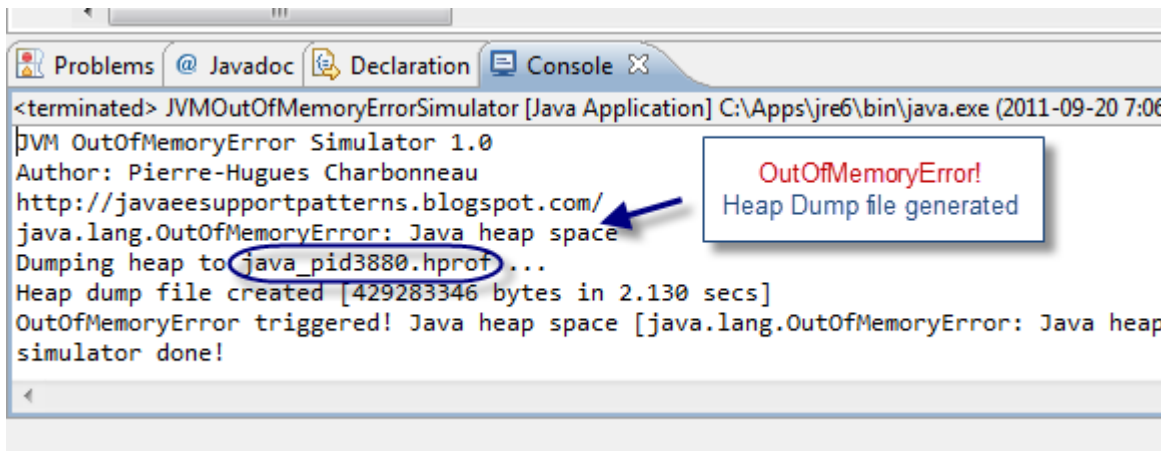 Problems @ Javadoc Declaration Console
<terminated> JVMOutOfMemoryErrorSimulator [Java Application] C:\Apps\jre6\bin\java.exe (2011-09-20 7:06
JVM OutOfMemoryError Simulator 1.0
Author: Pierre-Hugues Charbonneau
http://javaeesupportpatterns.blogspot.com/
java.lang.OutOfMemoryError: Java heap space
Dumping heap to java_pid3880.hprof ...
Heap dump file created [429283346 bytes in 2.130 secs]
OutOfMemoryError triggered! Java heap space [java.lang.OutOfMemoryError: Java heap
simulator done!
OutOfMemoryError!
Heap Dump file generated